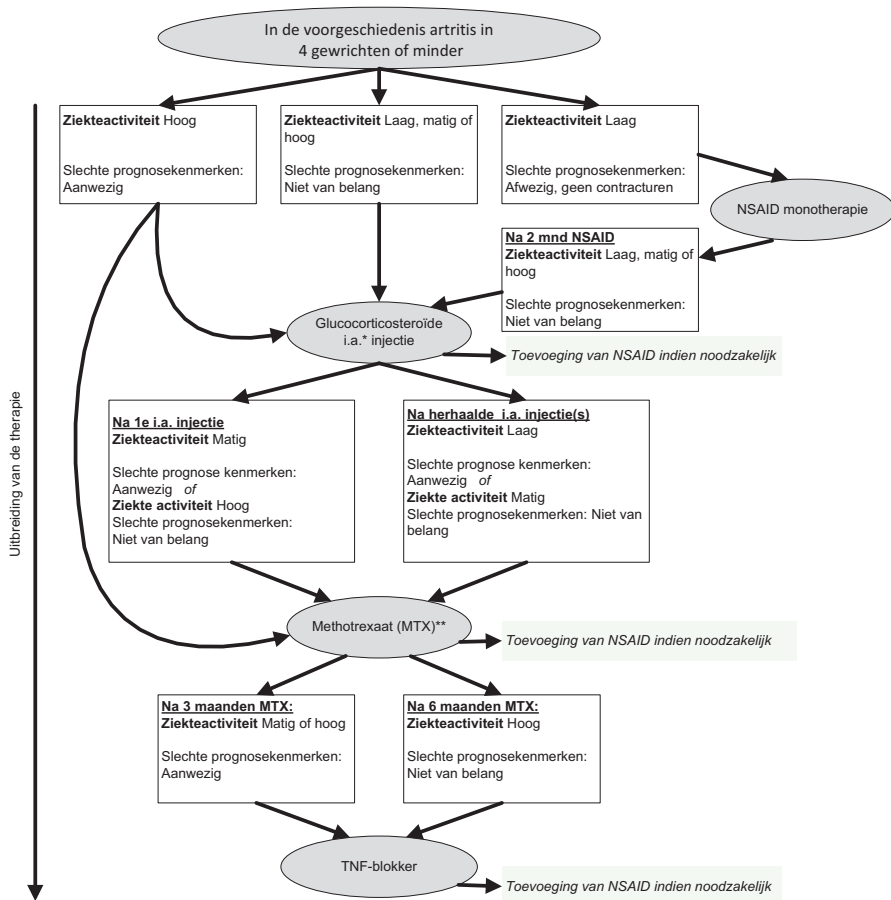 In de voorgeschiedenis artritis in
4 gewrichten of minder
Ziekteactiviteit Hoog
Slechte prognosekenmerken:
Aanwezig
Ziekteactiviteit Laag, matig of
hoog
Slechte prognosekenmerken:
Niet van belang
Ziekteactiviteit Laag
Slechte prognosekenmerken:
Afwezig, geen contracturen
NSAID monotherapie
Na 2 mnd NSAID
Ziekteactiviteit Laag, matig of
hoog
Slechte prognosekenmerken:
Niet van belang
Glucocorticosteroïde
i.a.* injectie
Toevoeging van NSAID indien noodzakelijk
Uitbreiding van de therapie
Na 1e i.a. injectie
Ziekteactiviteit Matig
Slechte prognose kenmerken:
Aanwezig of
Ziekte activiteit Hoog
Slechte prognosekenmerken:
Niet van belang
Na herhaalde i.a. injectie(s)
Ziekteactiviteit Laag
Slechte prognose kenmerken:
Aanwezig of
Ziekte activiteit Matig
Slechte prognosekenmerken: Niet van
belang
Methotrexaat (MTX)**
Toevoeging van NSAID indien noodzakelijk
Na 3 maanden MTX:
Ziekteactiviteit Matig of hoog
Slechte prognosekenmerken:
Aanwezig
Na 6 maanden MTX:
Ziekteactiviteit Hoog
Slechte prognosekenmerken:
Niet van belang
TNF-blokker
Toevoeging van NSAID indien noodzakelijk